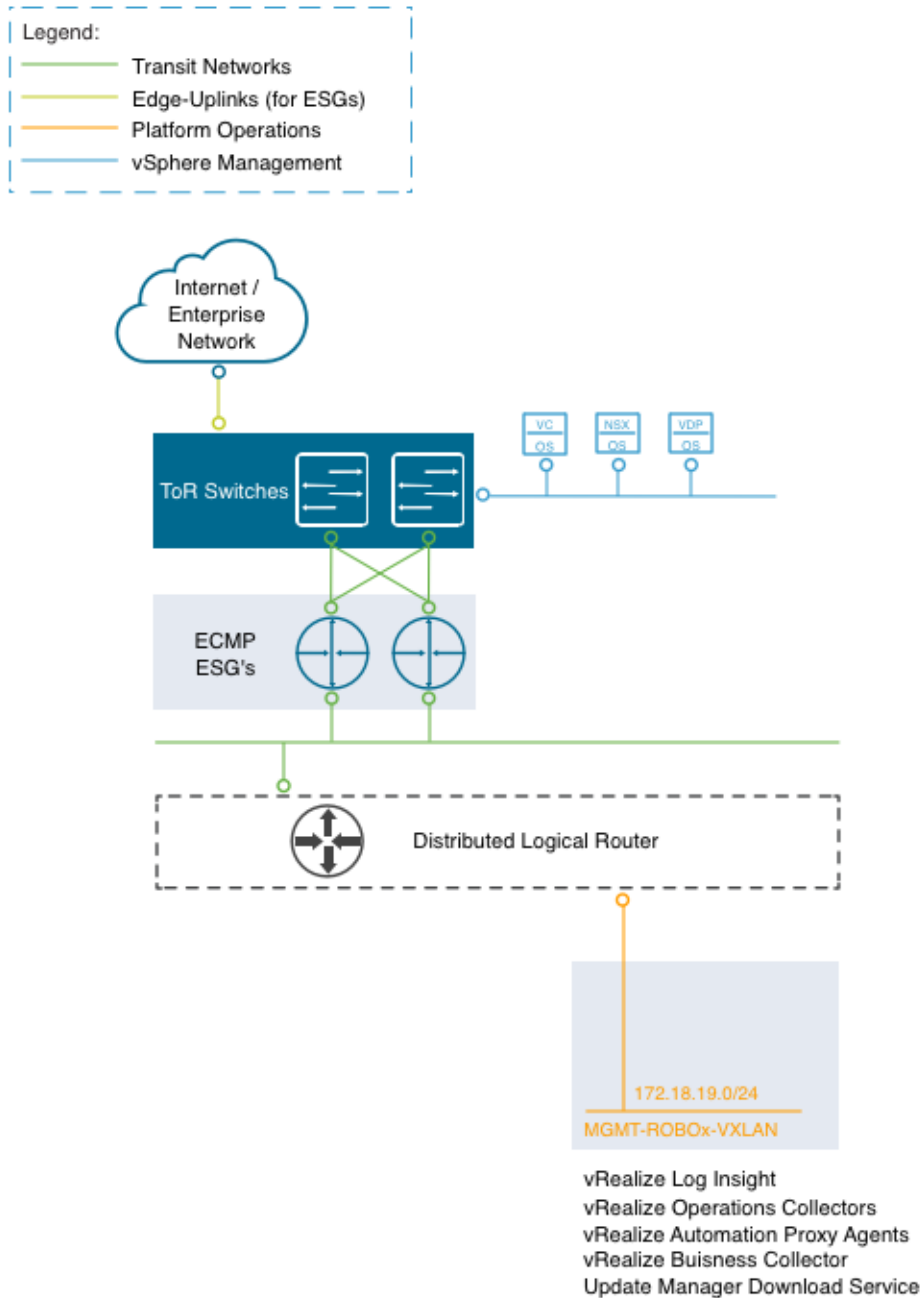 Legend:
Transit Networks
Edge-Uplinks (for ESGs)
Platform Operations
vSphere Management
Internet /
Enterprise
Network
VC
OS
NSX
OS
VDP
OS
ToR Switches
ECMP
ESG's
Distributed Logical Router
172.18.19.0/24
MGMT-ROBOx-VXLAN
vRealize Log Insight
vRealize Operations Collectors
vRealize Automation Proxy Agents
vRealize Buisness Collector
Update Manager Download Service